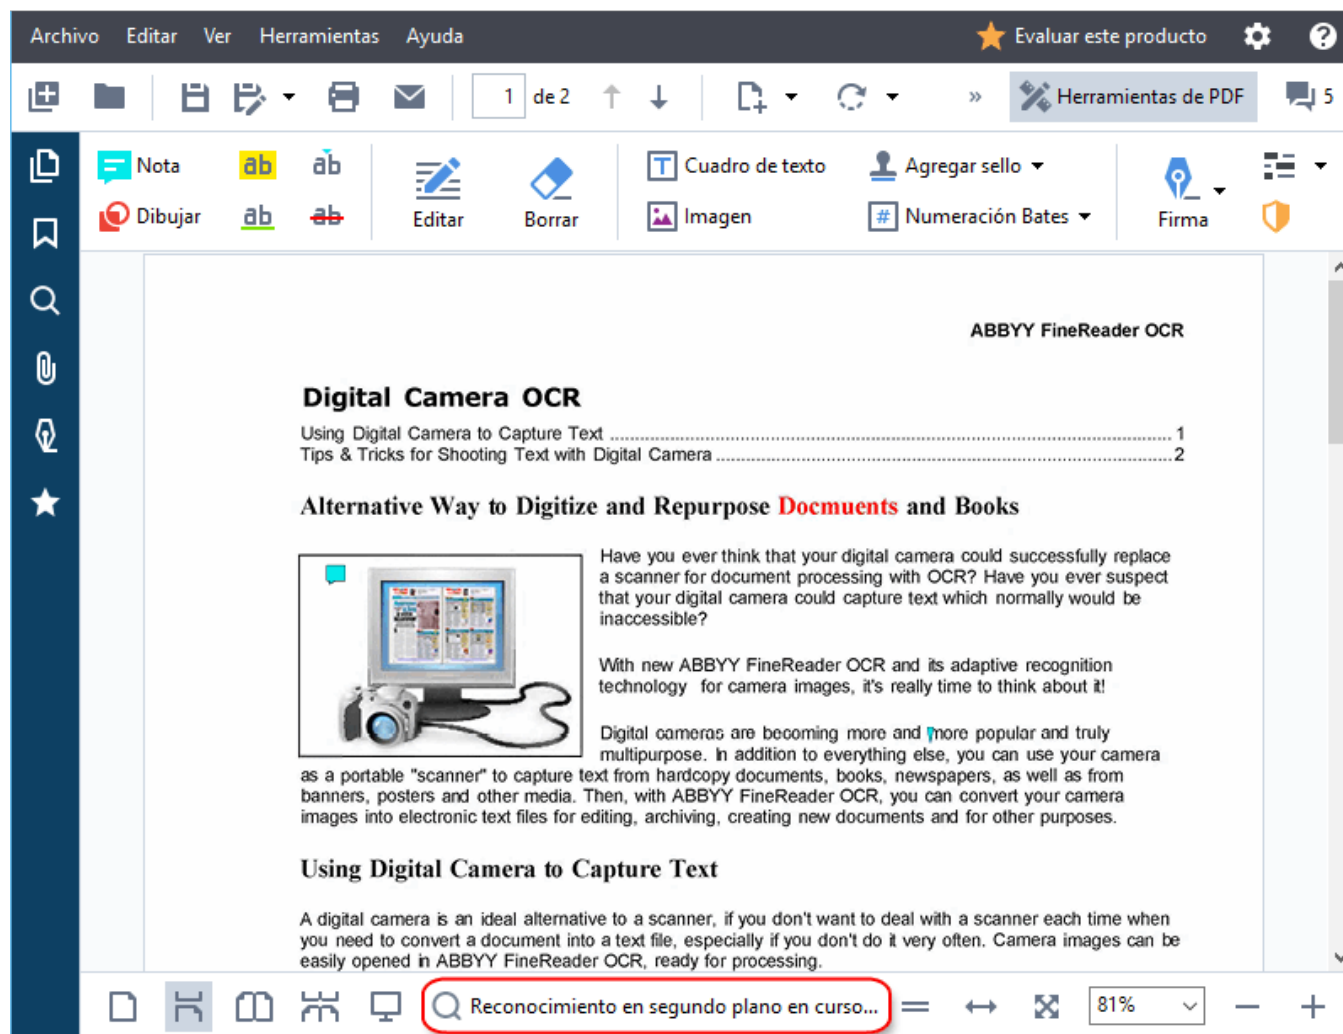 Archivo Editar Ver Herramientas Ayuda Evaluar este producto
1 de 2 Herramientas de PDF 5
Nota ab ab Editar Borrar Cuadro de texto Agregar sello Firma
Dibujar ab ab Imagen # Numeración Bates
ABBYY FineReader OCR
Digital Camera OCR
Using Digital Camera to Capture Text ........ 1
Tips & Tricks for Shooting Text with Digital Camera ........ 2
Alternative Way to Digitize and Repurpose Docmuents and Books
Have you ever think that your digital camera could successfully replace
a scanner for document processing with OCR? Have you ever suspect
that your digital camera could capture text which normally would be
inaccessible?
With new ABBYY FineReader OCR and its adaptive recognition
technology for camera images, it's really time to think about it!
Digital cameras are becoming more and more popular and truly
multipurpose. In addition to everything else, you can use your camera
as a portable "scanner" to capture text from hardcopy documents, books, newspapers, as well as from
banners, posters and other media. Then, with ABBYY FineReader OCR, you can convert your camera
images into electronic text files for editing, archiving, creating new documents and for other purposes.
Using Digital Camera to Capture Text
A digital camera is an ideal alternative to a scanner, if you don't want to deal with a scanner each time when
you need to convert a document into a text file, especially if you don't do it very often. Camera images can be
easily opened in ABBYY FineReader OCR, ready for processing.
Reconocimiento en segundo plano en curso... 81%